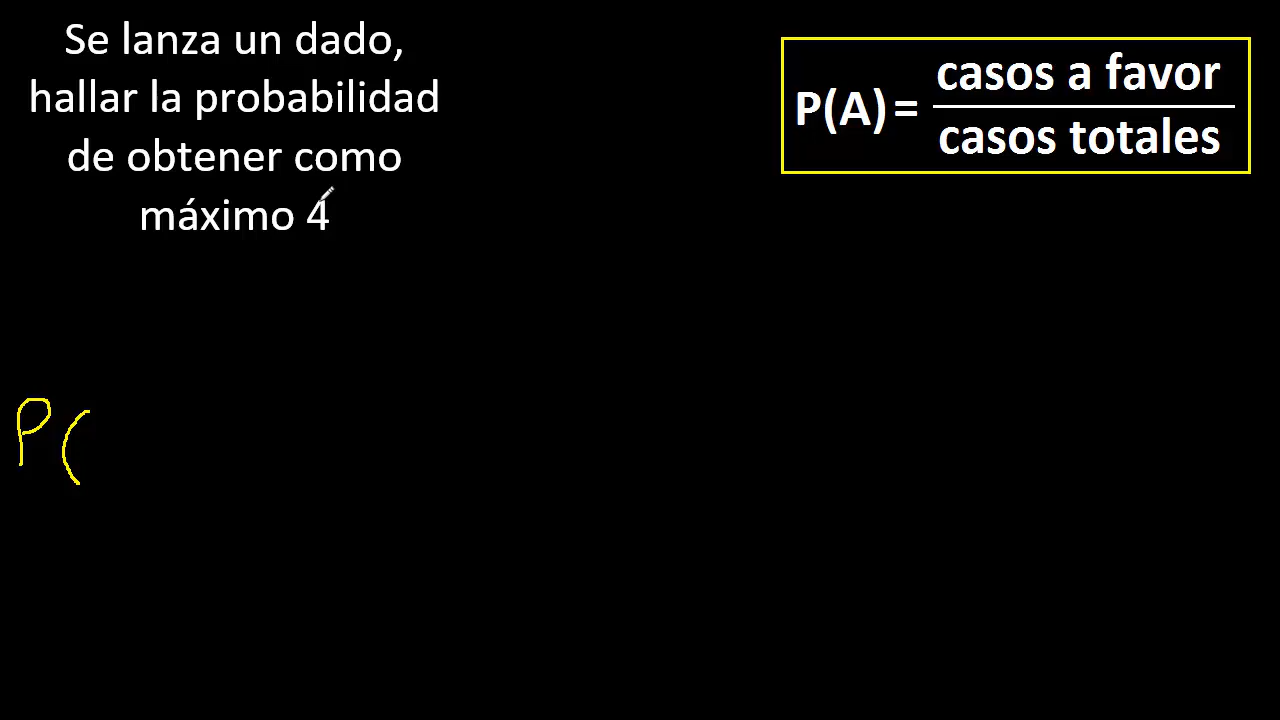 Se lanza un dado,
hallar la probabilidad
de obtener como
máximo 4
P(A) = casos a favor
casos totales
P(